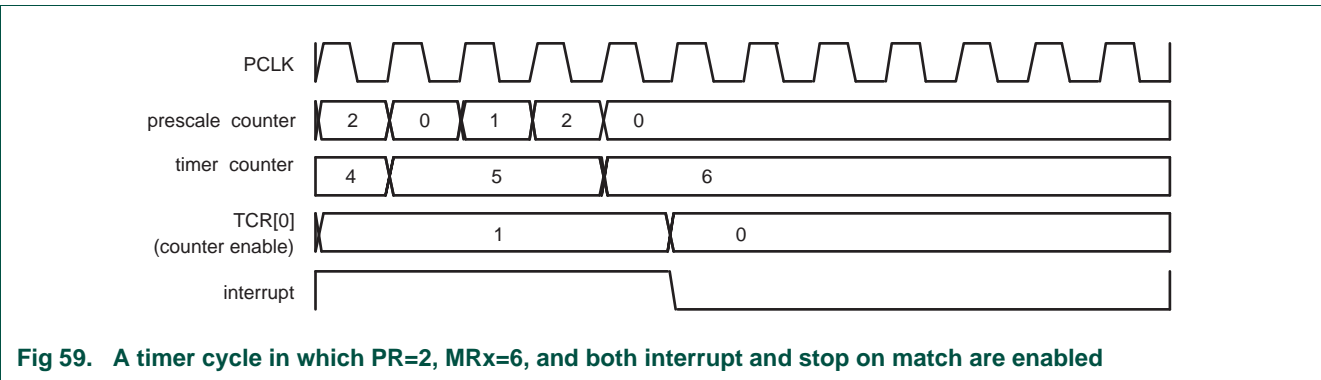 PCLK
prescale counter 2 0 1 2 0
timer counter 4 5 6
TCR[0]
(counter enable) 1 0
interrupt
Fig 59. A timer cycle in which PR=2, MRx=6, and both interrupt and stop on match are enabled